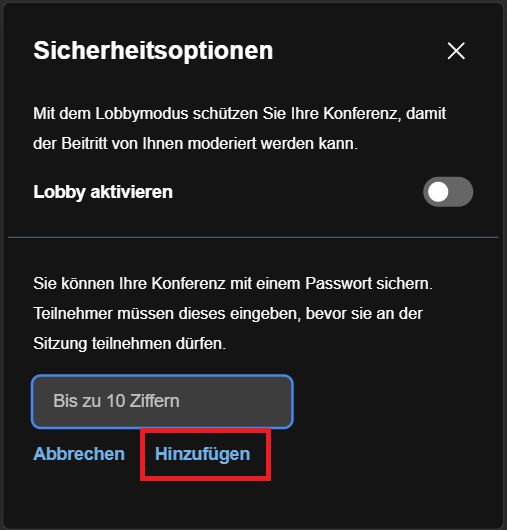 Sicherheitsoptionen
Mit dem Lobbymodus schützen Sie Ihre Konferenz, damit
der Beitritt von Ihnen moderiert werden kann.
Lobby aktivieren
Sie können Ihre Konferenz mit einem Passwort sichern.
Teilnehmer müssen dieses eingeben, bevor sie an der
Sitzung teilnehmen dürfen.
Bis zu 10 Ziffern
Abbrechen Hinzufügen